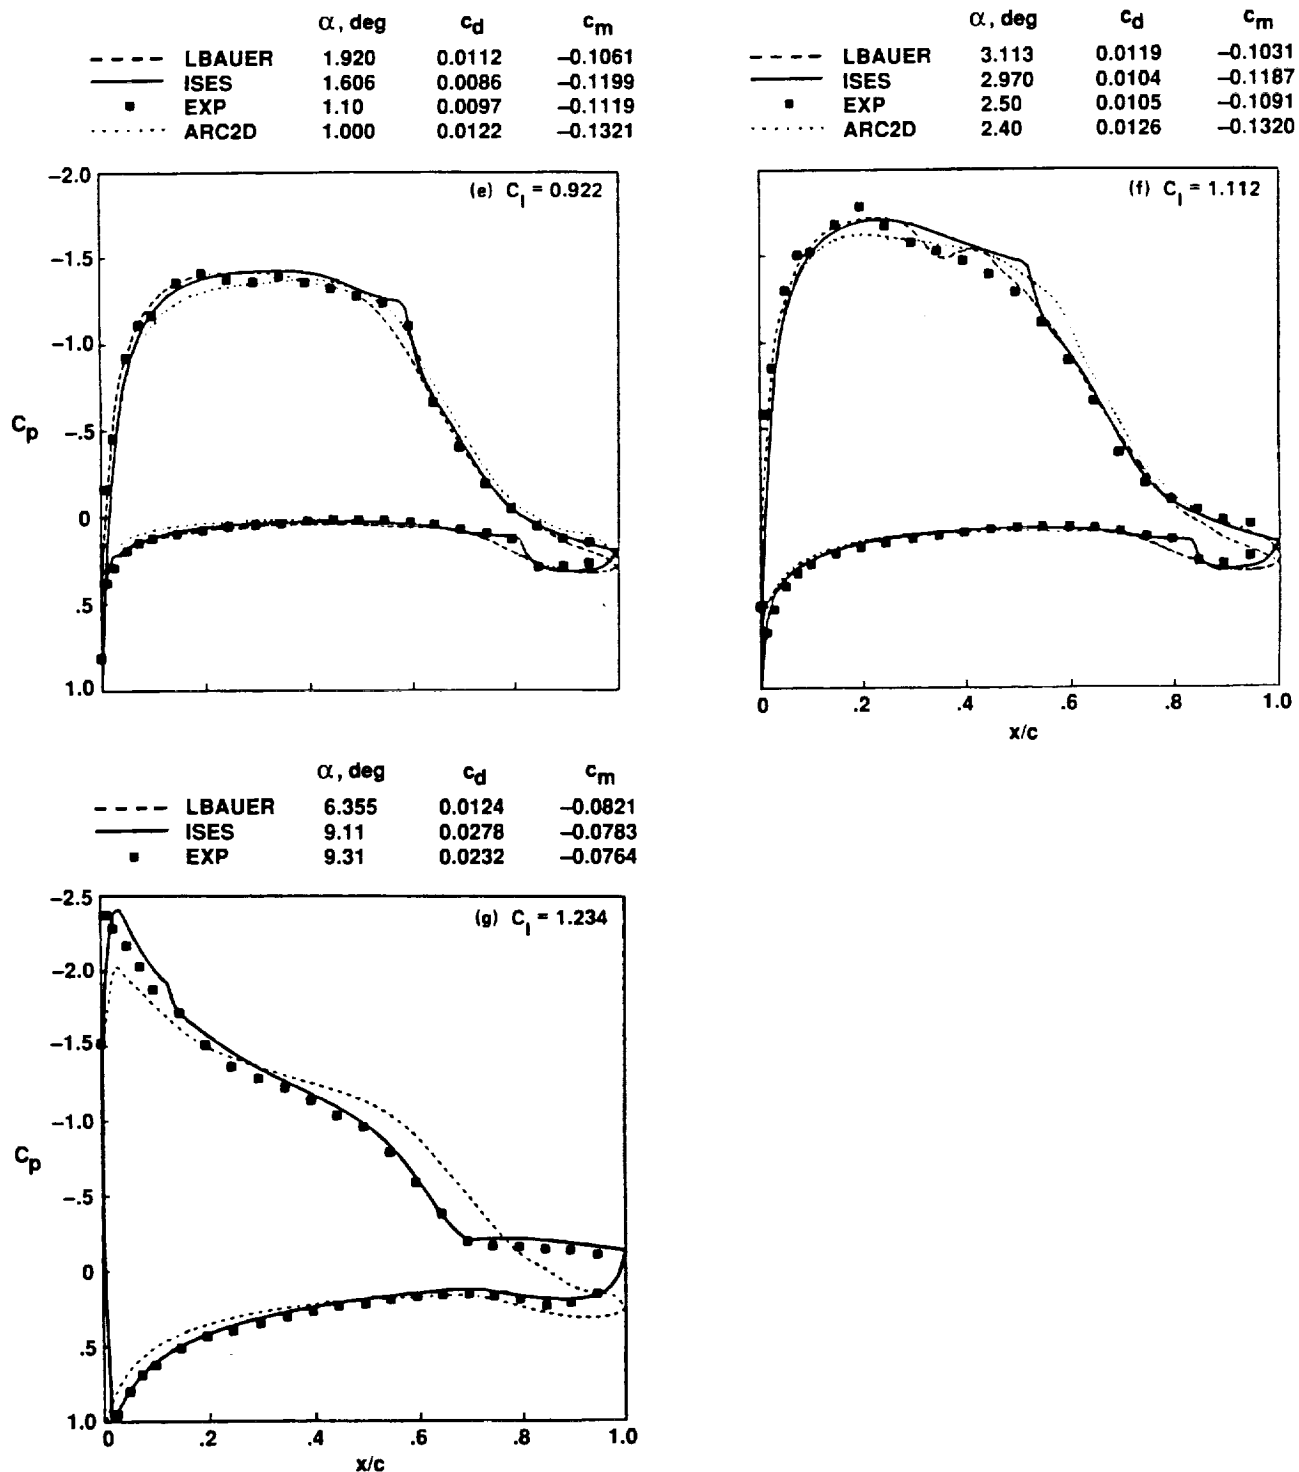 α, deg c_d c_m
LBAUER 1.920 0.0112 −0.1061
ISES 1.606 0.0086 −0.1199
EXP 1.10 0.0097 −0.1119
ARC2D 1.000 0.0122 −0.1321
(e) C_l = 0.922
−2.0
−1.5
−1.0
−.5
0
.5
1.0
C_p
α, deg c_d c_m
LBAUER 3.113 0.0119 −0.1031
ISES 2.970 0.0104 −0.1187
EXP 2.50 0.0105 −0.1091
ARC2D 2.40 0.0126 −0.1320
(f) C_l = 1.112
0 .2 .4 .6 .8 1.0
x/c
α, deg c_d c_m
LBAUER 6.355 0.0124 −0.0821
ISES 9.11 0.0278 −0.0783
EXP 9.31 0.0232 −0.0764
(g) C_l = 1.234
−2.5
−2.0
−1.5
−1.0
−.5
0
.5
1.0
C_p
0 .2 .4 .6 .8 1.0
x/c